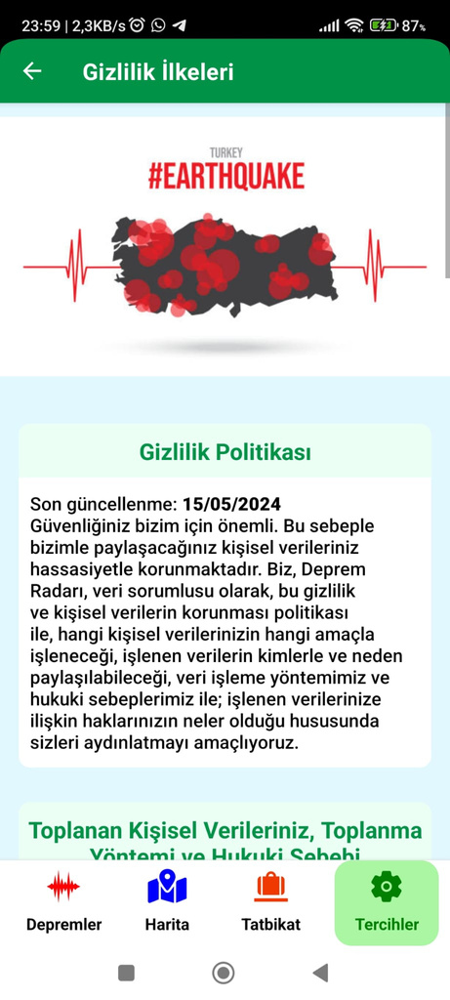 23:59 | 2,3KB/s 87%
Gizlilik İlkeleri
TURKEY
#EARTHQUAKE
Gizlilik Politikası
Son güncellenme: 15/05/2024
Güvenliğiniz bizim için önemli. Bu sebeple
bizimle paylaşacağınız kişisel verileriniz
hassasiyetle korunmaktadır. Biz, Deprem
Radarı, veri sorumlusu olarak, bu gizlilik
ve kişisel verilerin korunması politikası
ile, hangi kişisel verilerinizin hangi amaçla
işleneceği, işlenen verilerin kimlerle ve neden
paylaşılabileceği, veri işleme yöntemimiz ve
hukuki sebeplerimiz ile; işlenen verilerinize
ilişkin haklarınızın neler olduğu hususunda
sizleri aydınlatmayı amaçlıyoruz.
Toplanan Kişisel Verileriniz, Toplanma
Yöntemi ve Hukuki Sebebi
Depremler Harita Tatbikat Tercihler